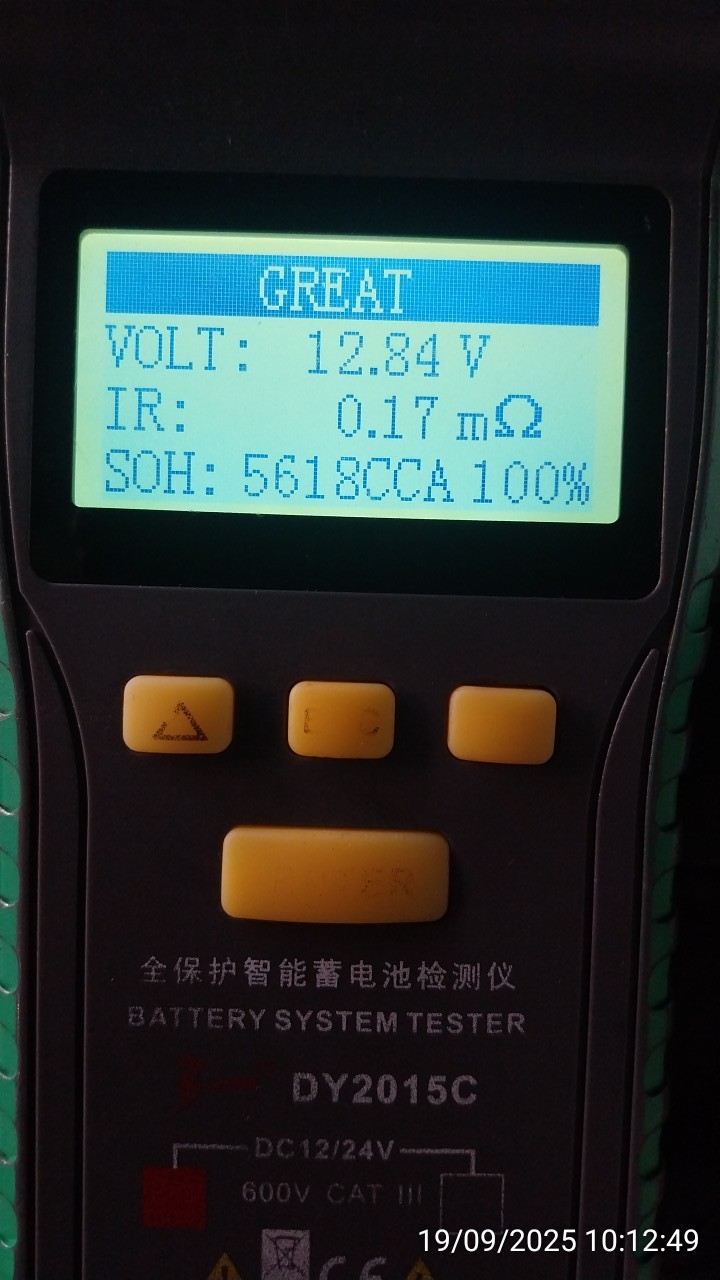 GREAT
VOLT: 12.84 V
IR: 0.17 mΩ
SOH: 5618CCA 100%
全保护智能蓄电池检测仪
BATTERY SYSTEM TESTER
DY2015C
DC12/24V
600V CAT III
CE
19/09/2025 10:12:49